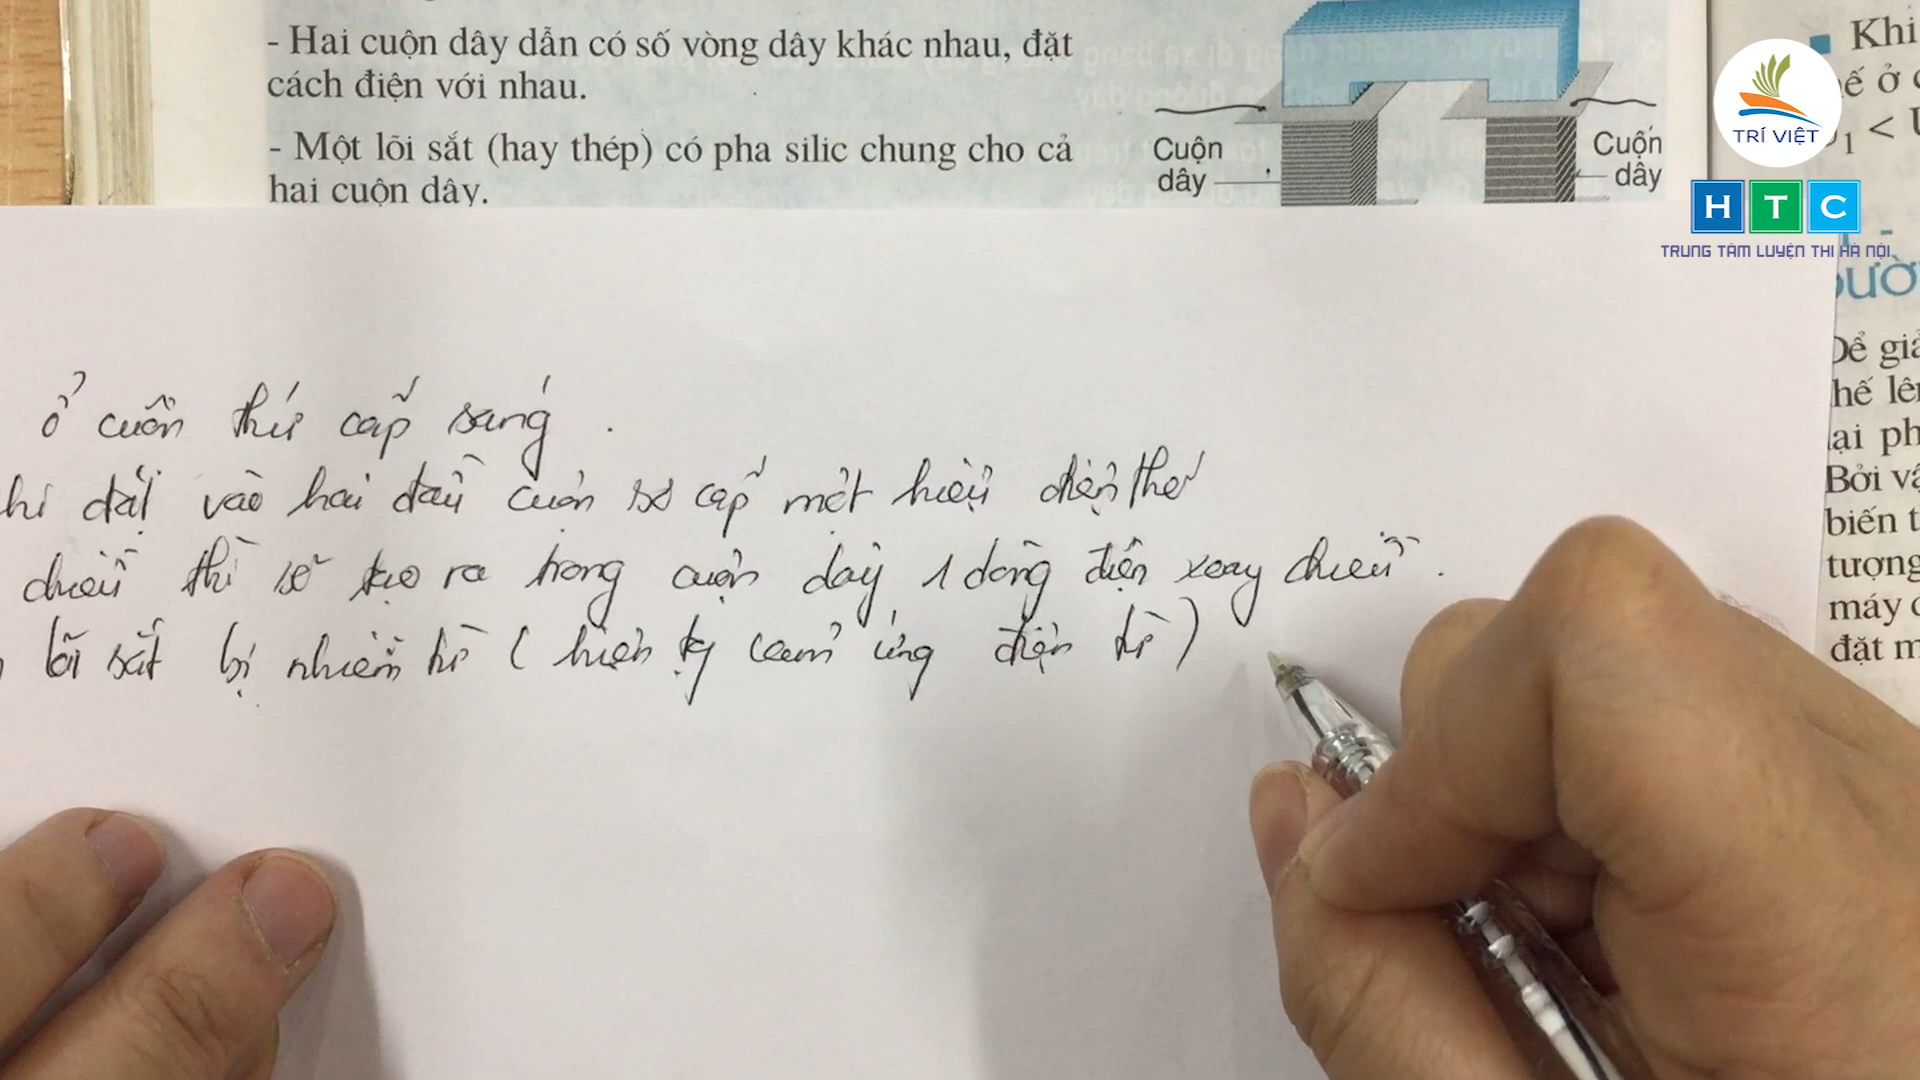 - Hai cuộn dây dẫn có số vòng dây khác nhau, đặt
cách điện với nhau.
- Một lõi sắt (hay thép) có pha silic chung cho cả
hai cuộn dây.
Cuộn
dây
Cuộn
dây
Khi
ế ở
1 < U
TRÍ VIỆT
H T C
TRUNG TÂM LUYỆN THI HÀ NỘI
Để giả
hế lên
lại ph
Bởi vậ
biến t
tượng
máy
đặt m
ở cuộn thứ cấp sáng.
hi đặt vào hai đầu cuộn sơ cấp một hiệu điện thế
chiều thì sẽ tạo ra trong cuộn dây 1 dòng điện xoay chiều.
lõi sắt bị nhiễm từ ( hiện tg cảm ứng điện từ )